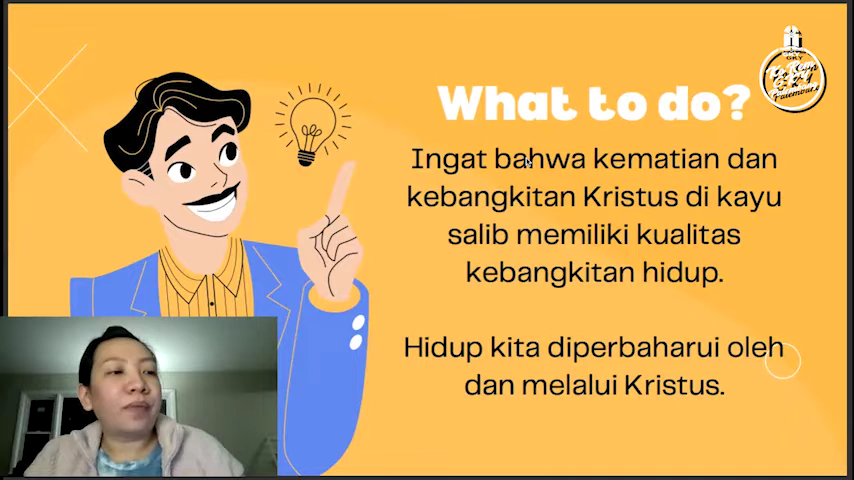 What to do?
Ingat bahwa kematian dan
kebangkitan Kristus di kayu
salib memiliki kualitas
kebangkitan hidup.
Hidup kita diperbaharui oleh
dan melalui Kristus.